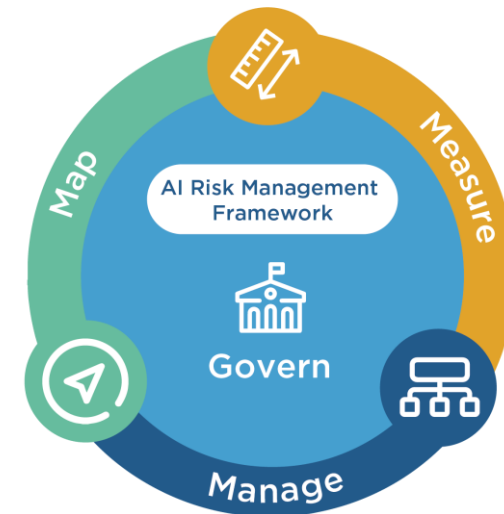 Map
Measure
AI Risk Management
Framework
Govern
Manage